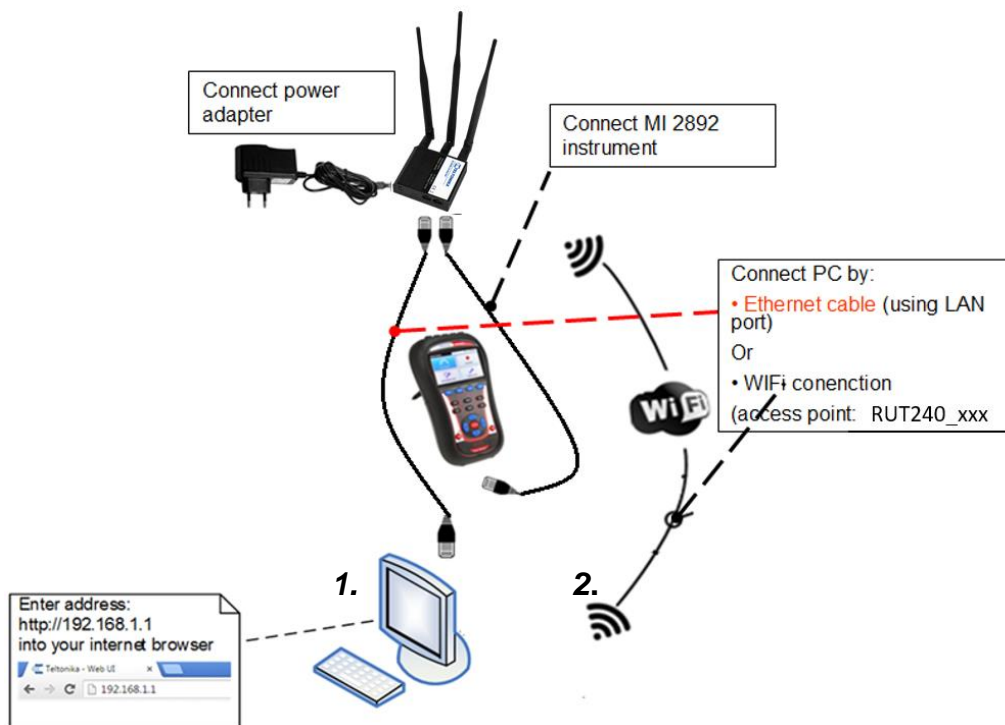 Connect power
adapter
Connect MI 2892
instrument
Connect PC by:
• Ethernet cable (using LAN
port)
Or
• WIFi conenction
(access point: RUT240_xxx
WiFi
1.
2.
Enter address:
http://192.168.1.1
into your internet browser
Teltonika - Web UI
192.168.1.1